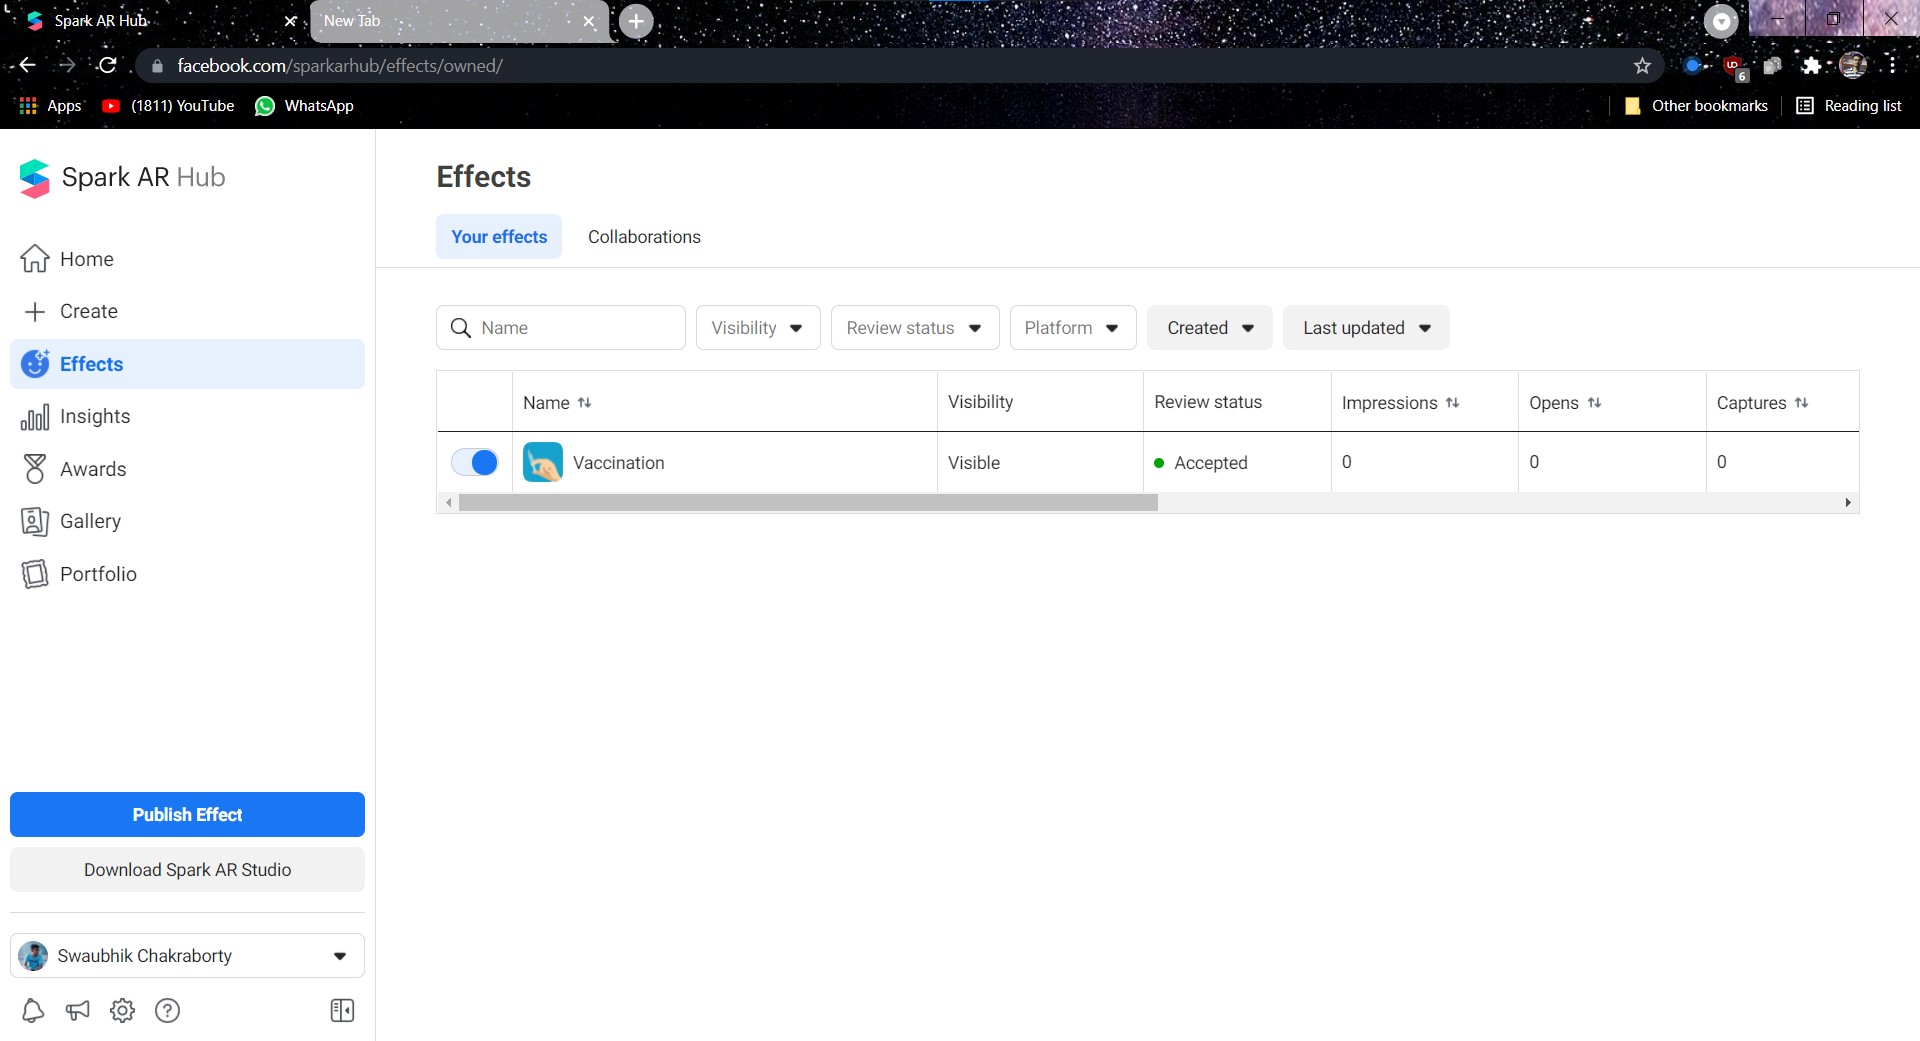 Spark AR Hub
New Tab
facebook.com/sparkarhub/effects/owned/
6
Apps
(1811) YouTube
WhatsApp
Other bookmarks
Reading list
Spark AR Hub
Home
Create
Effects
Insights
Awards
Gallery
Portfolio
Publish Effect
Download Spark AR Studio
Swaubhik Chakraborty
Effects
Your effects
Collaborations
Name
Visibility
Review status
Platform
Created
Last updated
Name Visibility Review status Impressions Opens Captures
Vaccination Visible Accepted 0 0 0